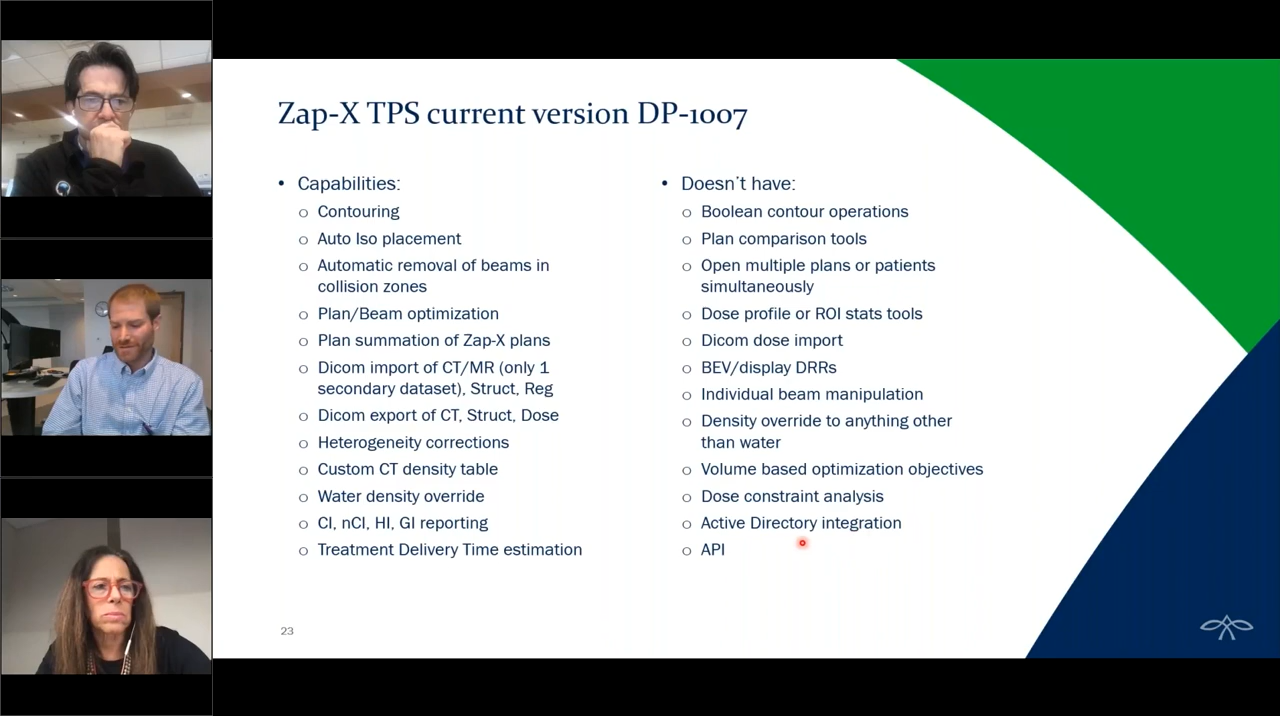 Zap-X TPS current version DP-1007
• Capabilities:
o Contouring
o Auto Iso placement
o Automatic removal of beams in
collision zones
o Plan/Beam optimization
o Plan summation of Zap-X plans
o Dicom import of CT/MR (only 1
secondary dataset), Struct, Reg
o Dicom export of CT, Struct, Dose
o Heterogeneity corrections
o Custom CT density table
o Water density override
o CI, nCI, HI, GI reporting
o Treatment Delivery Time estimation
• Doesn't have:
o Boolean contour operations
o Plan comparison tools
o Open multiple plans or patients
simultaneously
o Dose profile or ROI stats tools
o Dicom dose import
o BEV/display DRRs
o Individual beam manipulation
o Density override to anything other
than water
o Volume based optimization objectives
o Dose constraint analysis
o Active Directory integration
o API
23